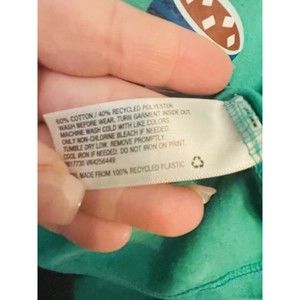 60% COTTON / 40% RECYCLED POLYESTER
WASH BEFORE WEAR, TURN GARMENT INSIDE OUT,
MACHINE WASH COLD WITH LIKE COLORS.
ONLY NON-CHLORINE BLEACH IF NEEDED.
TUMBLE DRY LOW. REMOVE PROMPTLY.
COOL IRON IF NEEDED. DO NOT IRON ON PRINT.
VN4256449
MADE FROM 100% RECYCLED PLASTIC